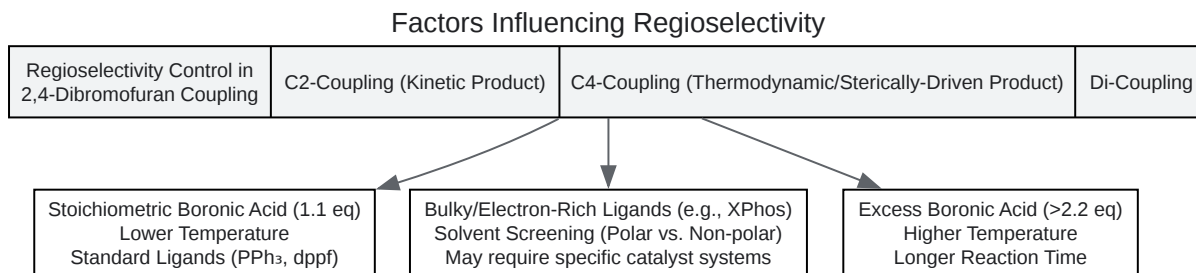 Factors Influencing Regioselectivity
Regioselectivity Control in
2,4-Dibromofuran Coupling
C2-Coupling (Kinetic Product)
C4-Coupling (Thermodynamic/Sterically-Driven Product)
Di-Coupling
Stoichiometric Boronic Acid (1.1 eq)
Lower Temperature
Standard Ligands (PPh₃, dppf)
Bulky/Electron-Rich Ligands (e.g., XPhos)
Solvent Screening (Polar vs. Non-polar)
May require specific catalyst systems
Excess Boronic Acid (>2.2 eq)
Higher Temperature
Longer Reaction Time